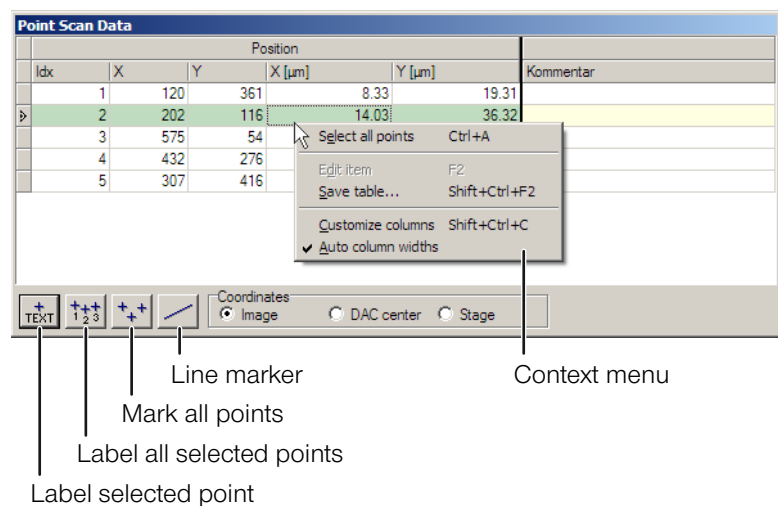 Point Scan Data
Position
Idx X Y X [µm] Y [µm] Kommentar
1 120 361 8.33 19.31
2 202 116 14.03 36.32
3 575 54
4 432 276
5 307 416
Select all points Ctrl+A
Edit item F2
Save table... Shift+Ctrl+F2
Customize columns Shift+Ctrl+C
Auto column widths
Coordinates
TEXT 1 2 3 Image DAC center Stage
Line marker Context menu
Mark all points
Label all selected points
Label selected point